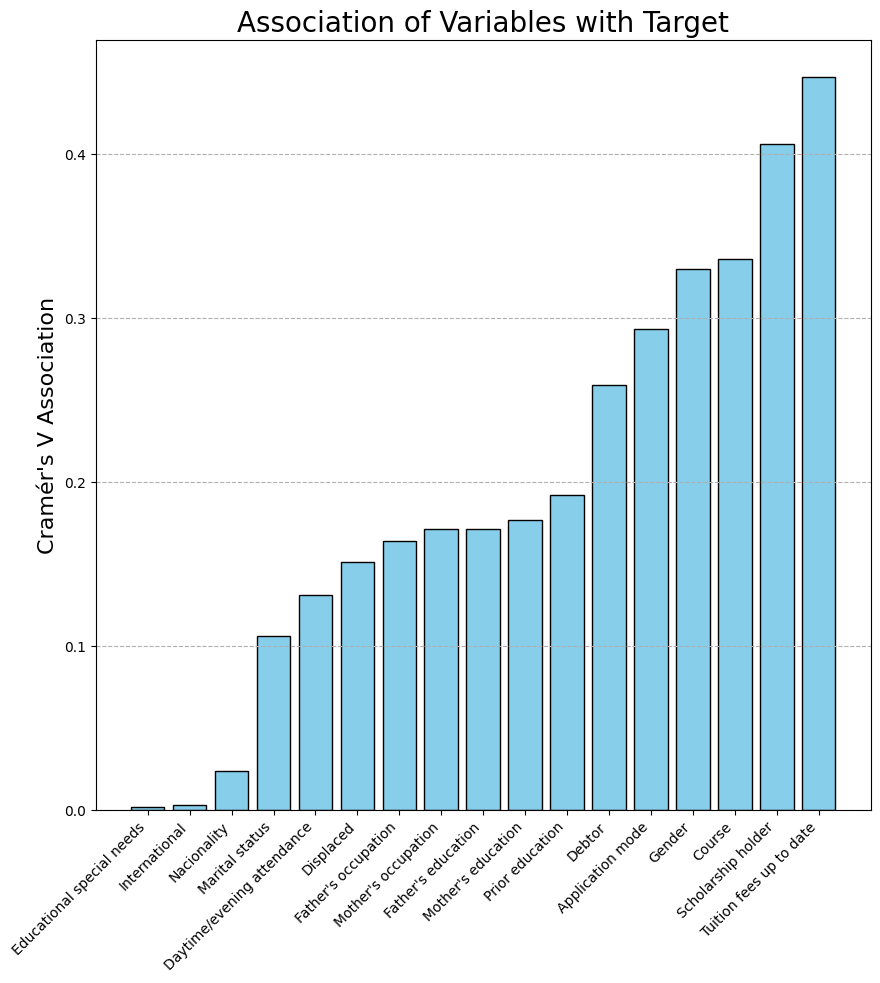 Association of Variables with Target
Cramér's V Association
0.4
0.3
0.2
0.1
0.0
Educational special needs
International
Nacionality
Marital status
Daytime/evening attendance
Displaced
Father's occupation
Mother's occupation
Father's education
Mother's education
Prior education
Debtor
Application mode
Gender
Course
Scholarship holder
Tuition fees up to date